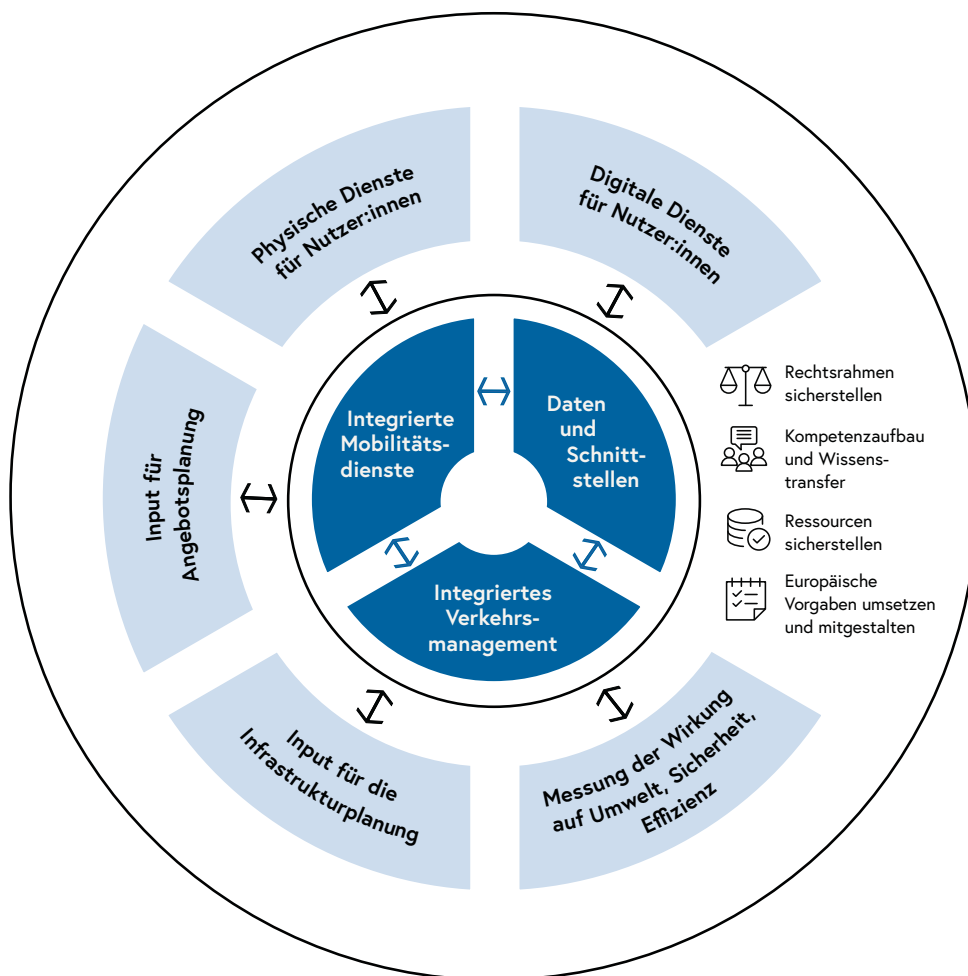 Physische Dienste
für Nutzer:innen
Digitale Dienste
für Nutzer:innen
Input für
Angebotsplanung
Integrierte
Mobilitäts-
dienste
Daten
und
Schnitt-
stellen
Integriertes
Verkehrs-
management
Rechtsrahmen
sicherstellen
Kompetenzaufbau
und Wissens-
transfer
Ressourcen
sicherstellen
Europäische
Vorgaben umsetzen
und mitgestalten
Input für die
Infrastrukturplanung
Messung der Wirkung
auf Umwelt, Sicherheit,
Effizienz